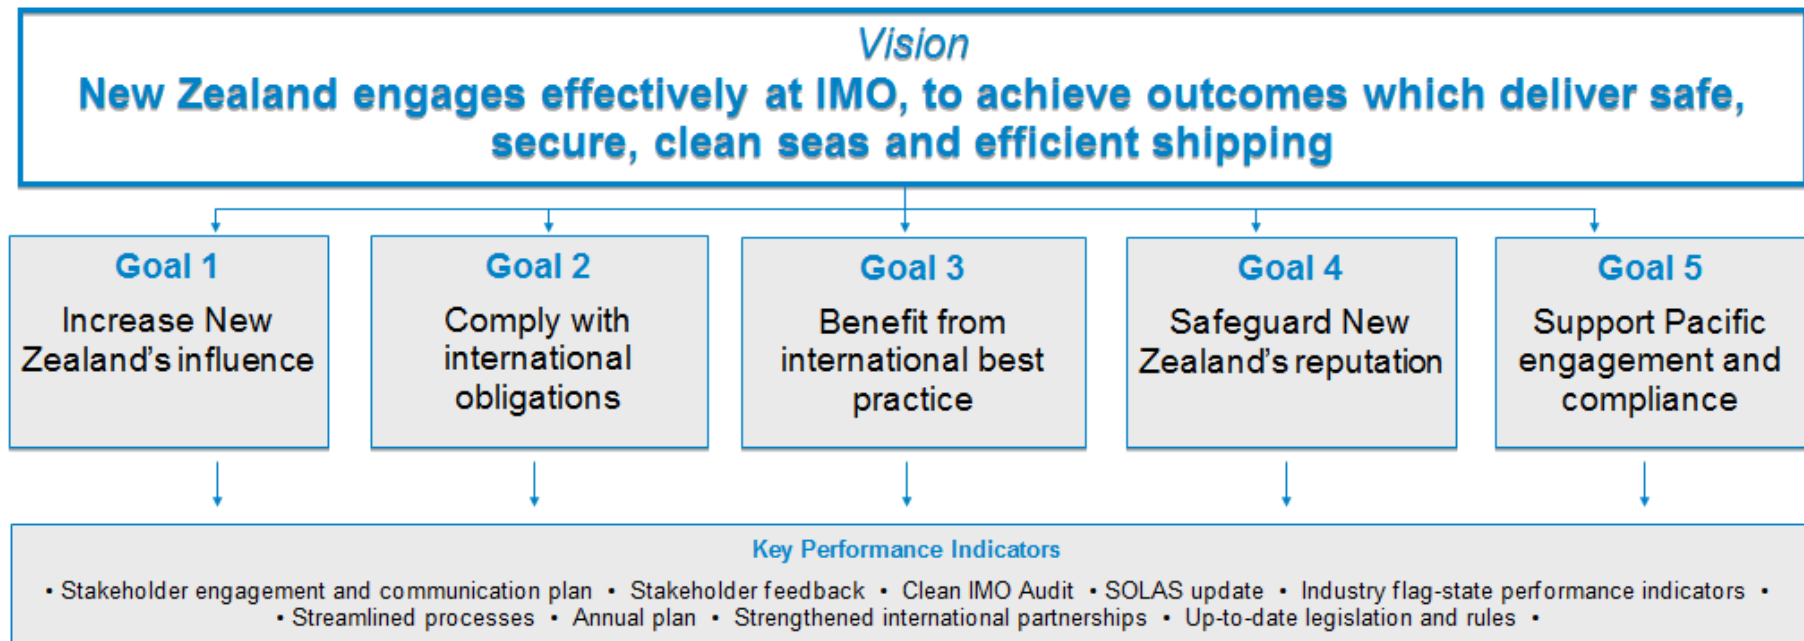 Vision
New Zealand engages effectively at IMO, to achieve outcomes which deliver safe,
secure, clean seas and efficient shipping
Goal 1
Increase New
Zealand’s influence
Goal 2
Comply with
international
obligations
Goal 3
Benefit from
international best
practice
Goal 4
Safeguard New
Zealand’s reputation
Goal 5
Support Pacific
engagement and
compliance
Key Performance Indicators
• Stakeholder engagement and communication plan • Stakeholder feedback • Clean IMO Audit • SOLAS update • Industry flag-state performance indicators •
• Streamlined processes • Annual plan • Strengthened international partnerships • Up-to-date legislation and rules •